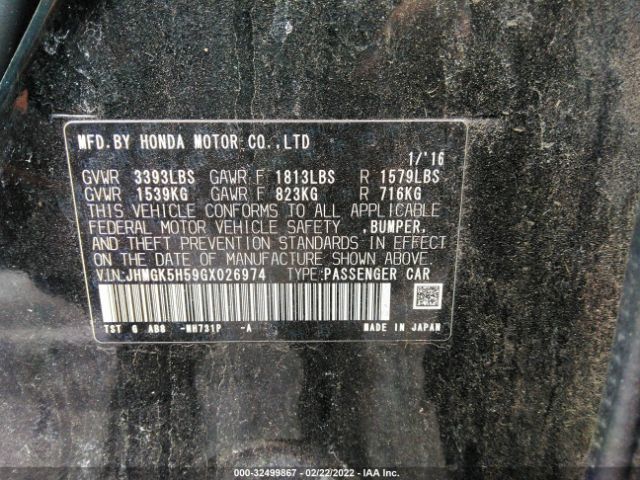 MFD.BY HONDA MOTOR CO.,LTD
1/'16
GVWR 3393LBS GAWR F 1813LBS R 1579LBS
GVWR 1539KG GAWR F 823KG R 716KG
THIS VEHICLE CONFORMS TO ALL APPLICABLE
FEDERAL MOTOR VEHICLE SAFETY ,BUMPER,
AND THEFT PREVENTION STANDARDS IN EFFECT
ON THE DATE OF MANUFACTURE SHOWN ABOVE.
V.I.N:JHMGK5H59GX026974 TYPE:PASSENGER CAR
TST G AB8 -NH731P -A MADE IN JAPAN
000-32499867 - 02/22/2022 - IAA Inc.